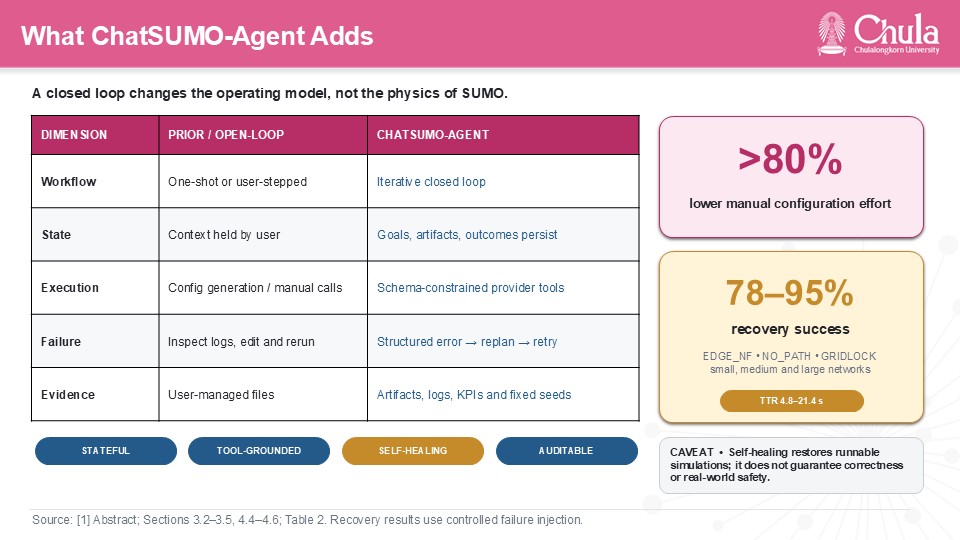 What ChatSUMO-Agent Adds
Chula
Chulalongkorn University
A closed loop changes the operating model, not the physics of SUMO.
DIMENSION PRIOR / OPEN-LOOP CHATSUMO-AGENT
Workflow One-shot or user-stepped Iterative closed loop
State Context held by user Goals, artifacts, outcomes persist
Execution Config generation / manual calls Schema-constrained provider tools
Failure Inspect logs, edit and rerun Structured error → replan → retry
Evidence User-managed files Artifacts, logs, KPIs and fixed seeds
STATEFUL TOOL-GROUNDED SELF-HEALING AUDITABLE
>80%
lower manual configuration effort
78–95%
recovery success
EDGE_NF • NO_PATH • GRIDLOCK
small, medium and large networks
TTR 4.8–21.4 s
CAVEAT • Self-healing restores runnable
simulations; it does not guarantee correctness
or real-world safety.
Source: [1] Abstract; Sections 3.2–3.5, 4.4–4.6; Table 2. Recovery results use controlled failure injection.